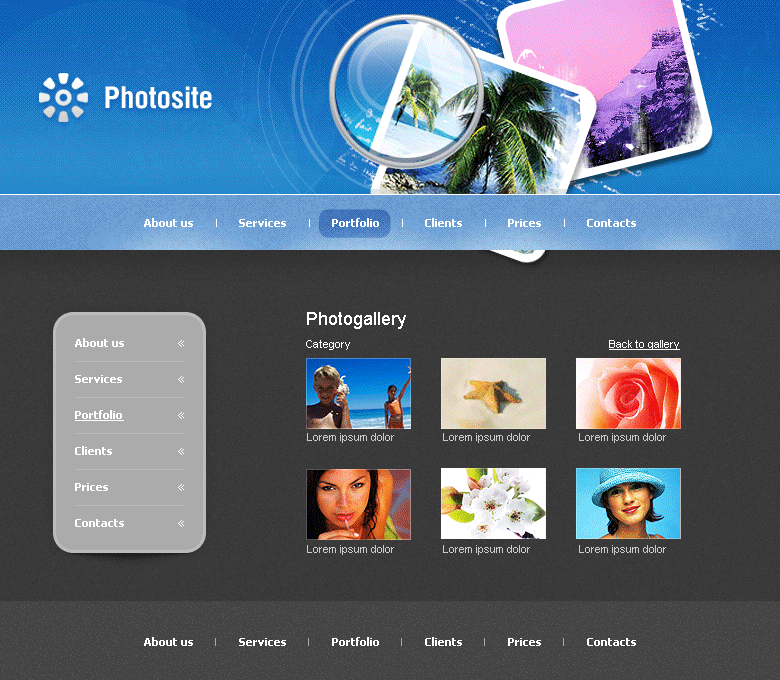 Photosite
About us Services Portfolio Clients Prices Contacts
Photogallery
Category Back to gallery
About us
Services
Portfolio
Clients
Prices
Contacts
Lorem ipsum dolor Lorem ipsum dolor Lorem ipsum dolor
Lorem ipsum dolor Lorem ipsum dolor Lorem ipsum dolor
About us Services Portfolio Clients Prices Contacts